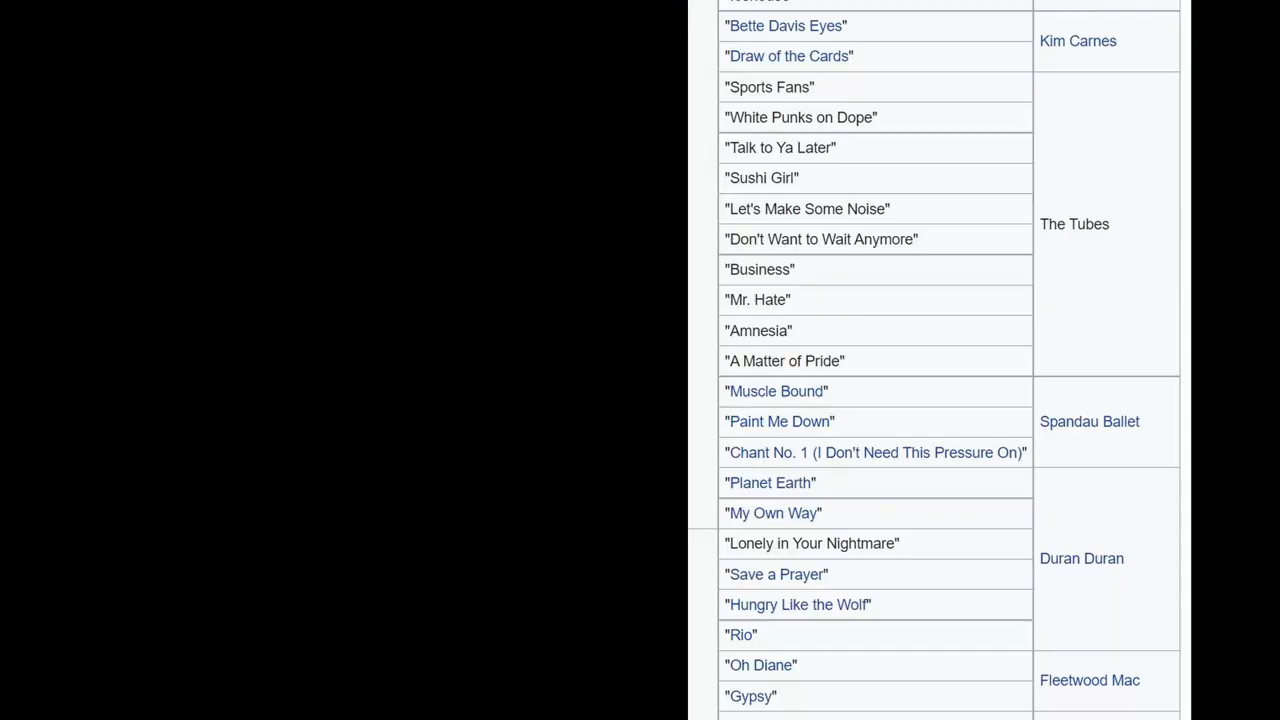 "Bette Davis Eyes"
Kim Carnes
"Draw of the Cards"
"Sports Fans"
"White Punks on Dope"
"Talk to Ya Later"
"Sushi Girl"
"Let's Make Some Noise"
The Tubes
"Don't Want to Wait Anymore"
"Business"
"Mr. Hate"
"Amnesia"
"A Matter of Pride"
"Muscle Bound"
"Paint Me Down"
Spandau Ballet
"Chant No. 1 (I Don't Need This Pressure On)"
"Planet Earth"
"My Own Way"
"Lonely in Your Nightmare"
Duran Duran
"Save a Prayer"
"Hungry Like the Wolf"
"Rio"
"Oh Diane"
Fleetwood Mac
"Gypsy"